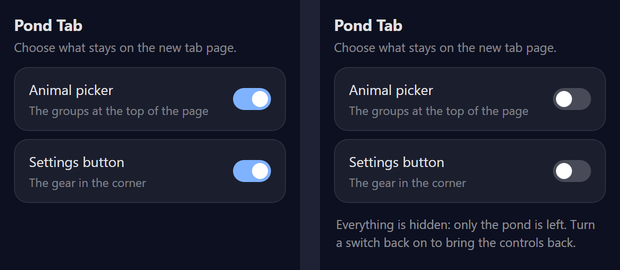 Pond Tab
Choose what stays on the new tab page.
Animal picker
The groups at the top of the page
Settings button
The gear in the corner
Pond Tab
Choose what stays on the new tab page.
Animal picker
The groups at the top of the page
Settings button
The gear in the corner
Everything is hidden: only the pond is left. Turn
a switch back on to bring the controls back.